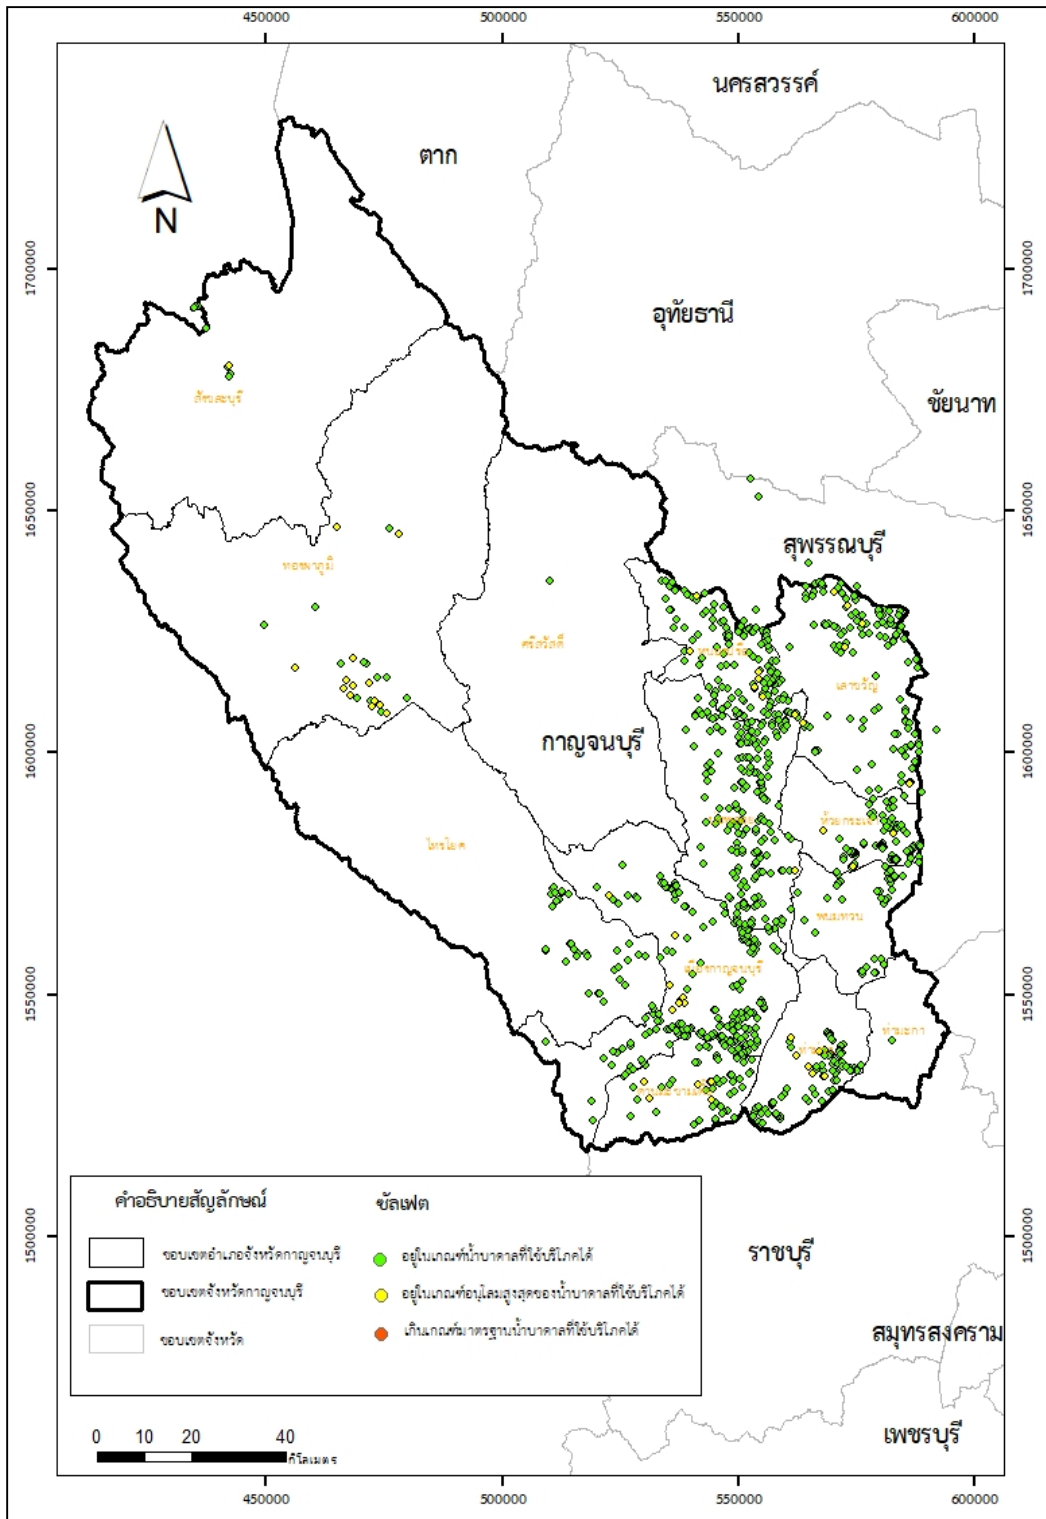 450000
500000
550000
600000
นครสวรรค์
ตาก
N
1700000
1700000
อุทัยธานี
ชัยนาท
สังขละบุรี
1650000
1650000
สุพรรณบุรี
ทองผาภูมิ
ศรีสวัสดิ์
เลาขวัญ
กาญจนบุรี
1600000
1600000
ห้วยกระเจา
ไทรโยค
พนมทวน
เมืองกาญจนบุรี
1550000
1550000
ท่ามะกา
คำอธิบายสัญลักษณ์
ซัลเฟต
ขอบเขตอำเภอจังหวัดกาญจนบุรี
อยู่ในเกณฑ์น้ำบาดาลที่ใช้บริโภคได้
ขอบเขตจังหวัดกาญจนบุรี
อยู่ในเกณฑ์อนุโลมสูงสุดของน้ำบาดาลที่ใช้บริโภคได้
ขอบเขตจังหวัด
เกินเกณฑ์มาตรฐานน้ำบาดาลที่ใช้บริโภคได้
1500000
1500000
ราชบุรี
สมุทรสงคราม
เพชรบุรี
0 10 20 40
กิโลเมตร
450000
500000
550000
600000